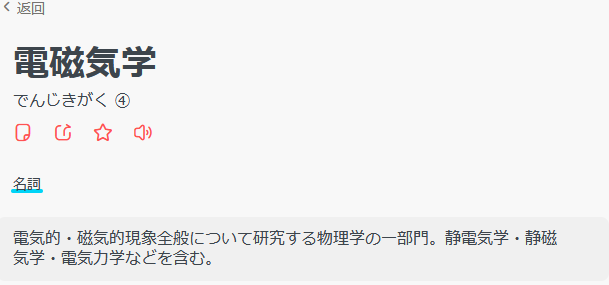 返回
電磁気学
でんじきがく ④
名詞
電気的・磁気的現象全般について研究する物理学の一部門。静電気学・静磁
気学・電気力学などを含む。